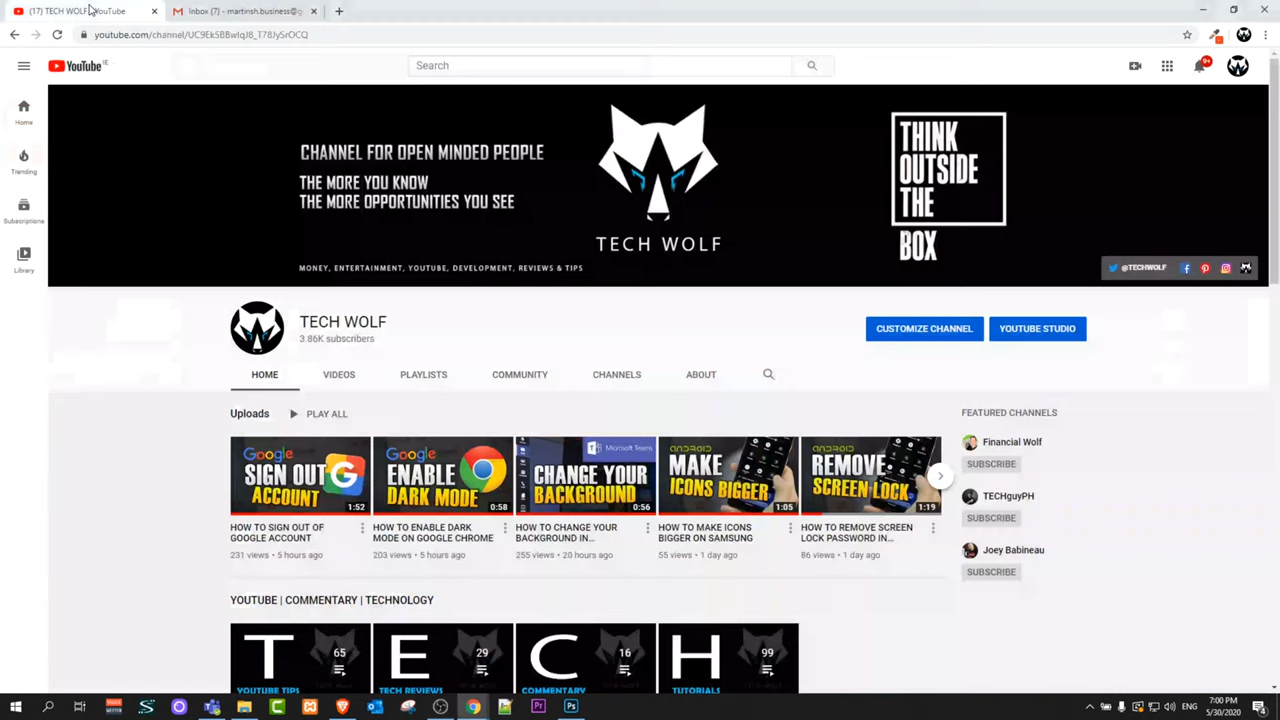 (17) TECH WOLF - YouTube
Inbox (7) - martinsh.business@g
youtube.com/channel/
YouTube IE
Search
9+
Home
Trending
Subscriptions
Library
CHANNEL FOR OPEN MINDED PEOPLE
THE MORE YOU KNOW
THE MORE OPPORTUNITIES YOU SEE
MONEY, ENTERTAINMENT, YOUTUBE, DEVELOPMENT, REVIEWS & TIPS
TECH WOLF
THINK
OUTSIDE
THE
BOX
@TECHWOLF
TECH WOLF
3.86K subscribers
CUSTOMIZE CHANNEL
YOUTUBE STUDIO
HOME
VIDEOS
PLAYLISTS
COMMUNITY
CHANNELS
ABOUT
Uploads
PLAY ALL
Google
SIGN OUT
ACCOUNT
1:52
Google
ENABLE
DARK MODE
0:58
Microsoft Teams
CHANGE YOUR
BACKGROUND
0:56
ANDROID
MAKE
ICONS BIGGER
1:05
ANDROID
REMOVE
SCREEN LOCK
1:19
HOW TO SIGN OUT OF
GOOGLE ACCOUNT
231 views • 5 hours ago
HOW TO ENABLE DARK
MODE ON GOOGLE CHROME
203 views • 5 hours ago
HOW TO CHANGE YOUR
BACKGROUND IN...
255 views • 20 hours ago
HOW TO MAKE ICONS
BIGGER ON SAMSUNG
55 views • 1 day ago
HOW TO REMOVE SCREEN
LOCK PASSWORD IN...
86 views • 1 day ago
FEATURED CHANNELS
Financial Wolf
SUBSCRIBE
TECHguyPH
SUBSCRIBE
Joey Babineau
SUBSCRIBE
YOUTUBE | COMMENTARY | TECHNOLOGY
T
65
YOUTUBE TIPS
E
29
TECH REVIEWS
C
16
COMMENTARY
H
99
TUTORIALS
ENG
7:00 PM
5/30/2020
4